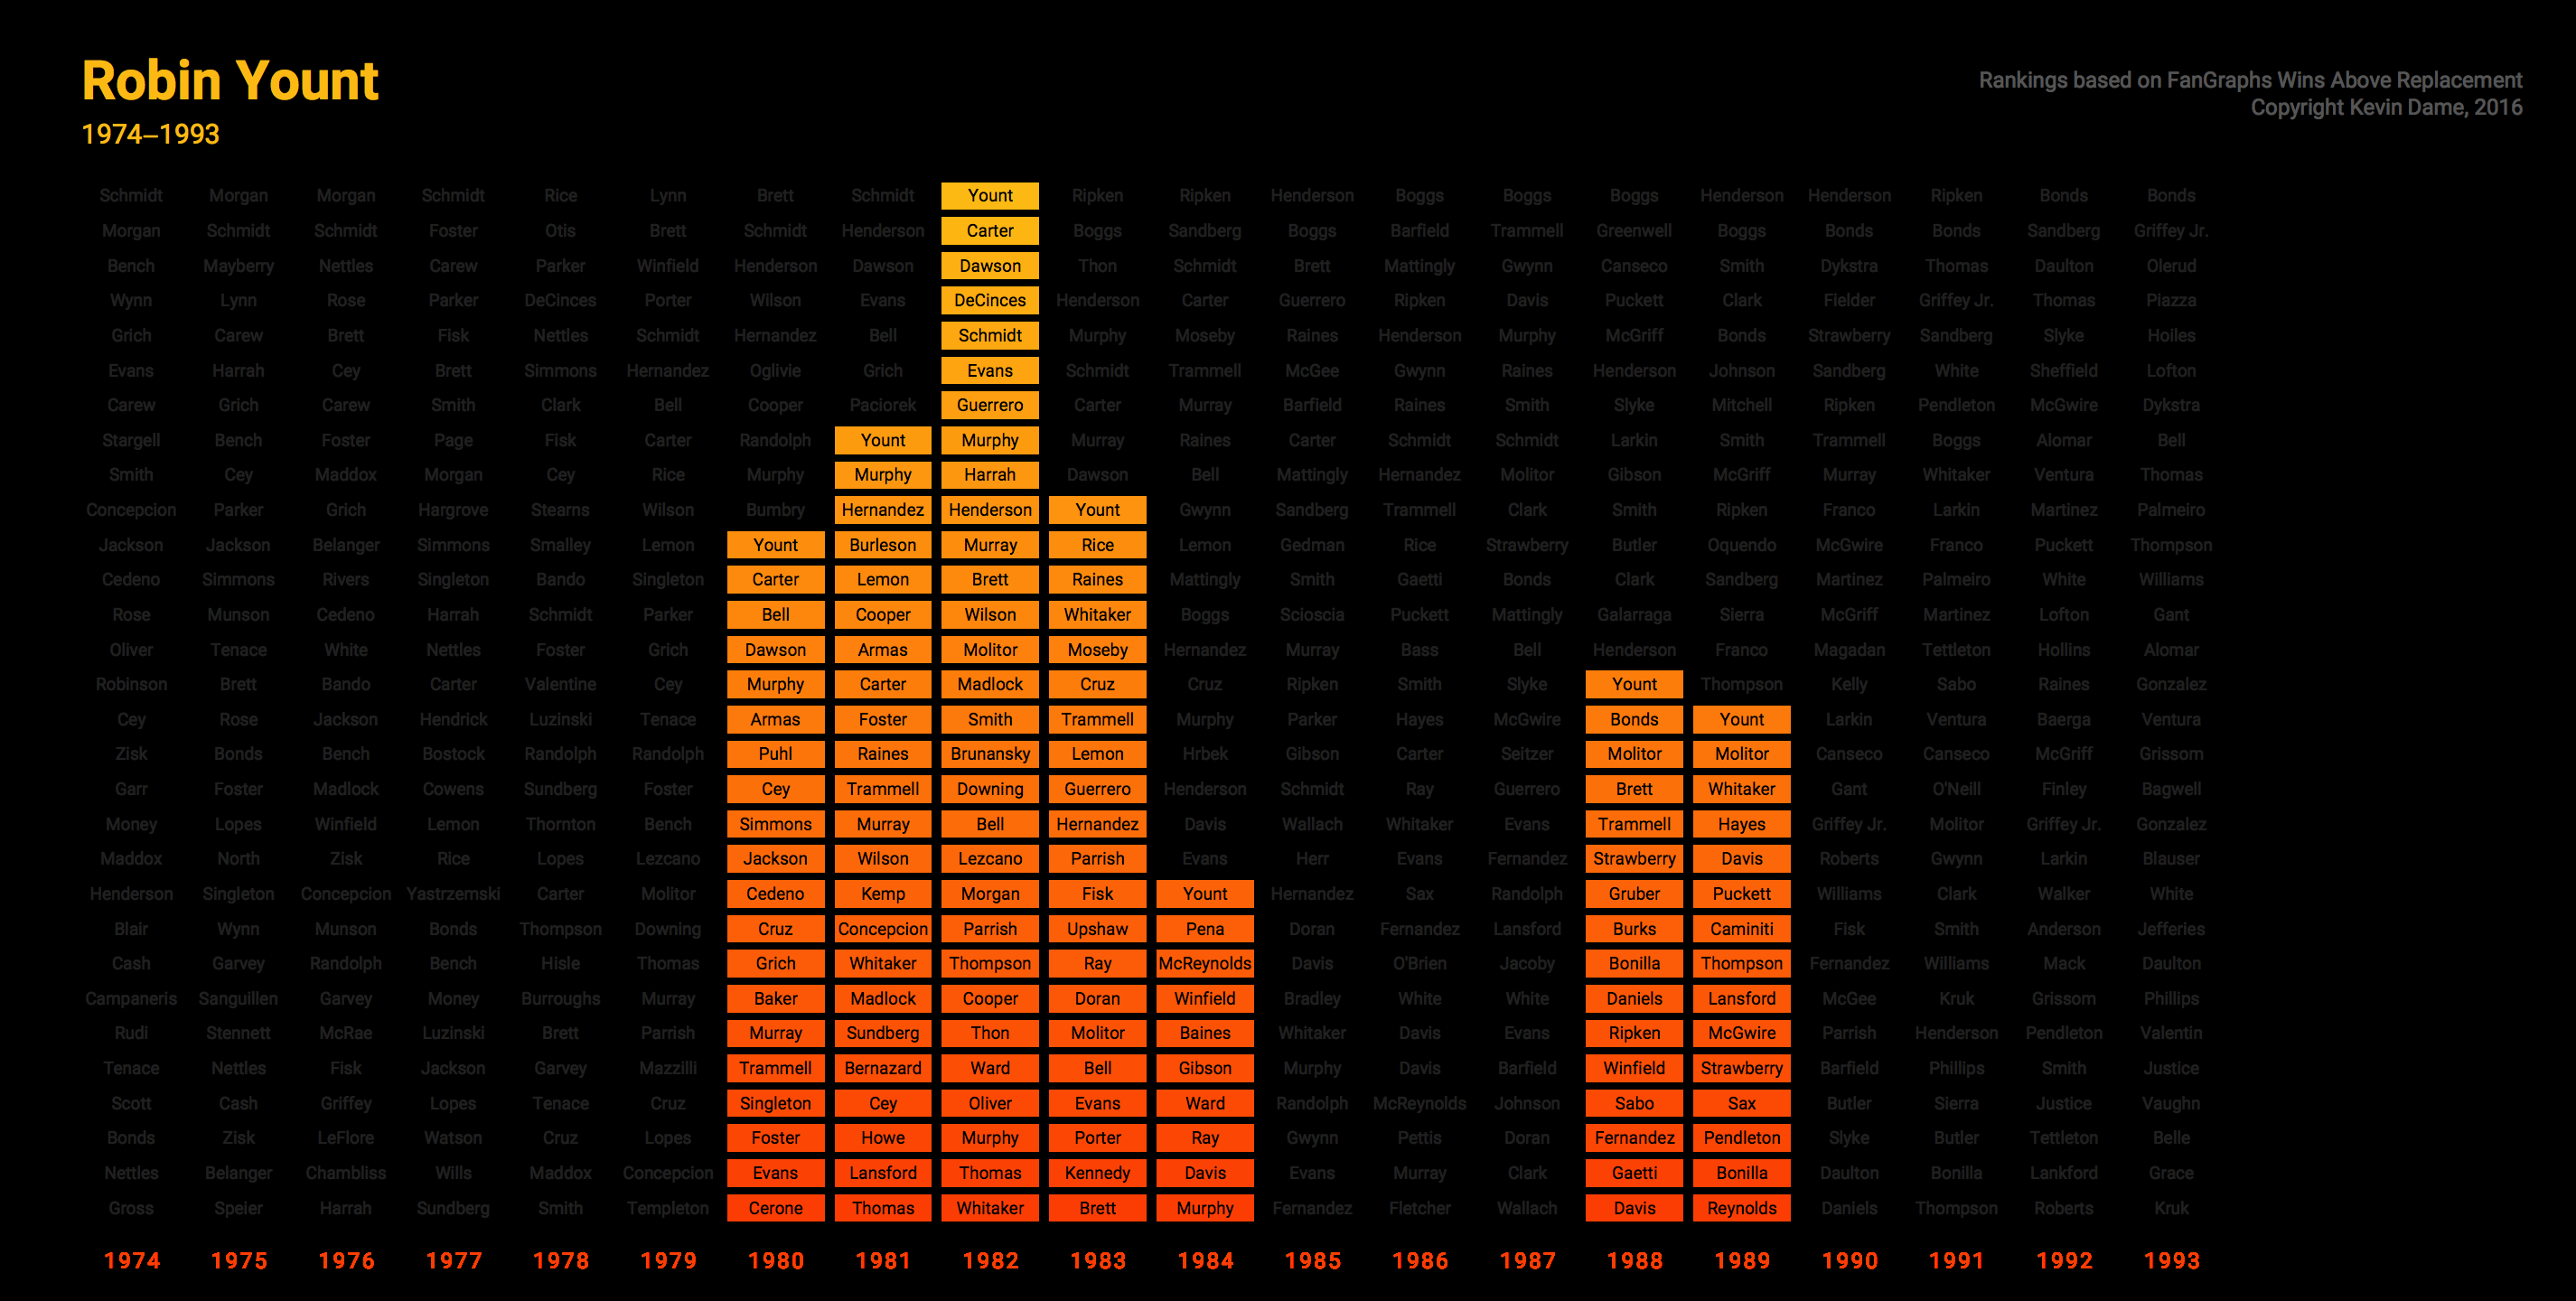 Robin Yount
1974–1993
Rankings based on FanGraphs Wins Above Replacement
Copyright Kevin Dame, 2016
Schmidt Morgan Morgan Schmidt Rice Lynn Brett Schmidt Yount Ripken Ripken Henderson Boggs Boggs Boggs Henderson Henderson Ripken Bonds Bonds
Morgan Schmidt Schmidt Foster Otis Brett Schmidt Henderson Carter Boggs Sandberg Boggs Barfield Trammell Greenwell Boggs Bonds Bonds Sandberg Griffey Jr.
Bench Mayberry Nettles Carew Parker Winfield Henderson Dawson Dawson Thon Schmidt Brett Mattingly Gwynn Canseco Smith Dykstra Thomas Daulton Olerud
Wynn Lynn Rose Parker DeCinces Porter Wilson Evans DeCinces Henderson Carter Guerrero Ripken Davis Puckett Clark Fielder Griffey Jr. Thomas Piazza
Grich Carew Brett Fisk Nettles Schmidt Hernandez Bell Schmidt Murphy Moseby Raines Henderson Murphy McGriff Bonds Strawberry Sandberg Slyke Hoiles
Evans Harrah Cey Brett Simmons Hernandez Oglivie Grich Evans Schmidt Trammell McGee Gwynn Raines Henderson Johnson Sandberg White Sheffield Lofton
Carew Grich Carew Smith Clark Bell Cooper Paciorek Guerrero Carter Murray Barfield Raines Smith Slyke Mitchell Ripken Pendleton McGwire Dykstra
Stargell Bench Foster Page Fisk Carter Randolph Yount Murphy Murray Raines Carter Schmidt Schmidt Larkin Smith Trammell Boggs Alomar Bell
Smith Cey Maddox Morgan Cey Rice Murphy Murphy Harrah Dawson Bell Mattingly Hernandez Molitor Gibson McGriff Murray Whitaker Ventura Thomas
Concepcion Parker Grich Hargrove Stearns Wilson Bumbry Hernandez Henderson Yount Gwynn Sandberg Trammell Clark Smith Ripken Franco Larkin Martinez Palmeiro
Jackson Jackson Belanger Simmons Smalley Lemon Yount Burleson Murray Rice Lemon Gedman Rice Strawberry Butler Oquendo McGwire Franco Puckett Thompson
Cedeno Simmons Rivers Singleton Bando Singleton Carter Lemon Brett Raines Mattingly Smith Gaetti Bonds Clark Sandberg Martinez Palmeiro White Williams
Rose Munson Cedeno Harrah Schmidt Parker Bell Cooper Wilson Whitaker Boggs Scioscia Puckett Mattingly Galarraga Sierra McGriff Martinez Lofton Gant
Oliver Tenace White Nettles Foster Grich Dawson Armas Molitor Moseby Hernandez Murray Bass Bell Henderson Franco Magadan Tettleton Hollins Alomar
Robinson Brett Bando Carter Valentine Cey Murphy Carter Madlock Cruz Cruz Ripken Smith Slyke Yount Thompson Kelly Sabo Raines Gonzalez
Cey Rose Jackson Hendrick Luzinski Tenace Armas Foster Smith Trammell Murphy Parker Hayes McGwire Bonds Yount Larkin Ventura Baerga Ventura
Zisk Bonds Bench Bostock Randolph Randolph Puhl Raines Brunansky Lemon Hrbek Gibson Carter Seitzer Molitor Molitor Canseco Canseco McGriff Grissom
Garr Foster Madlock Cowens Sundberg Foster Cey Trammell Downing Guerrero Henderson Schmidt Ray Guerrero Brett Whitaker Gant O'Neill Finley Bagwell
Money Lopes Winfield Lemon Thornton Bench Simmons Murray Bell Hernandez Davis Wallach Whitaker Evans Trammell Hayes Griffey Jr. Molitor Griffey Jr. Gonzalez
Maddox North Zisk Rice Lopes Lezcano Jackson Wilson Lezcano Parrish Evans Herr Evans Fernandez Strawberry Davis Roberts Gwynn Larkin Blauser
Henderson Singleton Concepcion Yastrzemski Carter Molitor Cedeno Kemp Morgan Fisk Yount Hernandez Sax Randolph Gruber Puckett Williams Clark Walker White
Blair Wynn Munson Bonds Thompson Downing Cruz Concepcion Parrish Upshaw Pena Doran Fernandez Lansford Burks Caminiti Fisk Smith Anderson Jefferies
Cash Garvey Randolph Bench Hisle Thomas Grich Whitaker Thompson Ray McReynolds Davis O'Brien Jacoby Bonilla Thompson Fernandez Williams Mack Daulton
Campaneris Sanguillen Garvey Money Burroughs Murray Baker Madlock Cooper Doran Winfield Bradley White White Daniels Lansford McGee Kruk Grissom Phillips
Rudi Stennett McRae Luzinski Brett Parrish Murray Sundberg Thon Molitor Baines Whitaker Davis Evans Ripken McGwire Parrish Henderson Pendleton Valentin
Tenace Nettles Fisk Jackson Garvey Mazzilli Trammell Bernazard Ward Bell Gibson Murphy Davis Barfield Winfield Strawberry Barfield Phillips Smith Justice
Scott Cash Griffey Lopes Tenace Cruz Singleton Cey Oliver Evans Ward Randolph McReynolds Johnson Sabo Sax Butler Sierra Justice Vaughn
Bonds Zisk LeFlore Watson Cruz Lopes Foster Howe Murphy Porter Ray Gwynn Pettis Doran Fernandez Pendleton Slyke Butler Tettleton Belle
Nettles Belanger Chambliss Wills Maddox Concepcion Evans Lansford Thomas Kennedy Davis Evans Murray Clark Gaetti Bonilla Daulton Bonilla Lankford Grace
Gross Speier Harrah Sundberg Smith Templeton Cerone Thomas Whitaker Brett Murphy Fernandez Fletcher Wallach Davis Reynolds Daniels Thompson Roberts Kruk
1974 1975 1976 1977 1978 1979 1980 1981 1982 1983 1984 1985 1986 1987 1988 1989 1990 1991 1992 1993